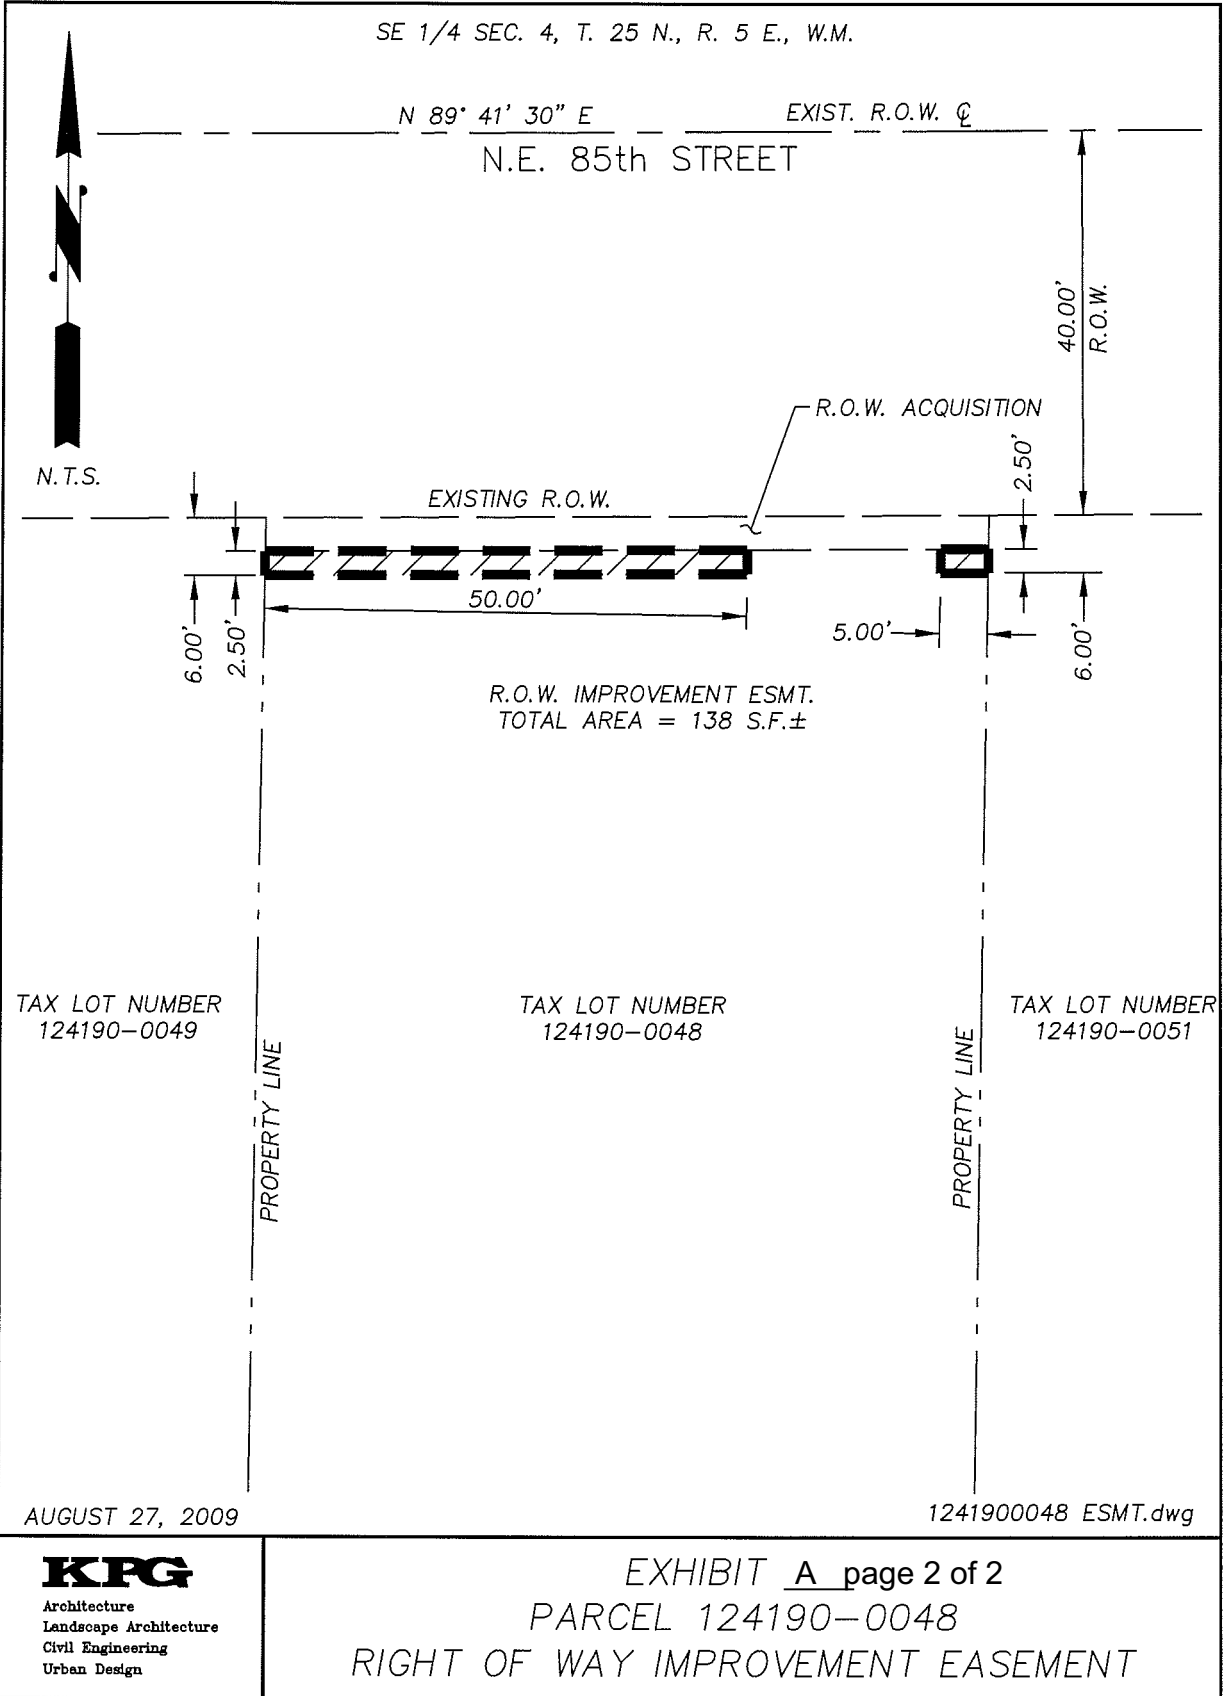 SE 1/4 SEC. 4, T. 25 N., R. 5 E., W.M.
N 89° 41' 30" E
EXIST. R.O.W. ℄
N.E. 85th STREET
40.00'
R.O.W.
R.O.W. ACQUISITION
N.T.S.
EXISTING R.O.W.
2.50'
6.00'
2.50'
50.00'
5.00'
6.00'
R.O.W. IMPROVEMENT ESMT.
TOTAL AREA = 138 S.F.±
TAX LOT NUMBER
124190-0049
TAX LOT NUMBER
124190-0048
TAX LOT NUMBER
124190-0051
PROPERTY LINE
PROPERTY LINE
AUGUST 27, 2009
1241900048 ESMT.dwg
KPG
Architecture
Landscape Architecture
Civil Engineering
Urban Design
EXHIBIT A page 2 of 2
PARCEL 124190-0048
RIGHT OF WAY IMPROVEMENT EASEMENT
N